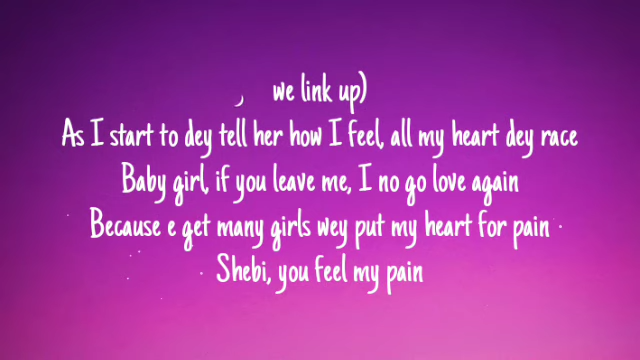 we link up)
As I start to dey tell her how I feel, all my heart dey race
Baby girl, if you leave me, I no go love again
Because e get many girls wey put my heart for pain
Shebi, you feel my pain